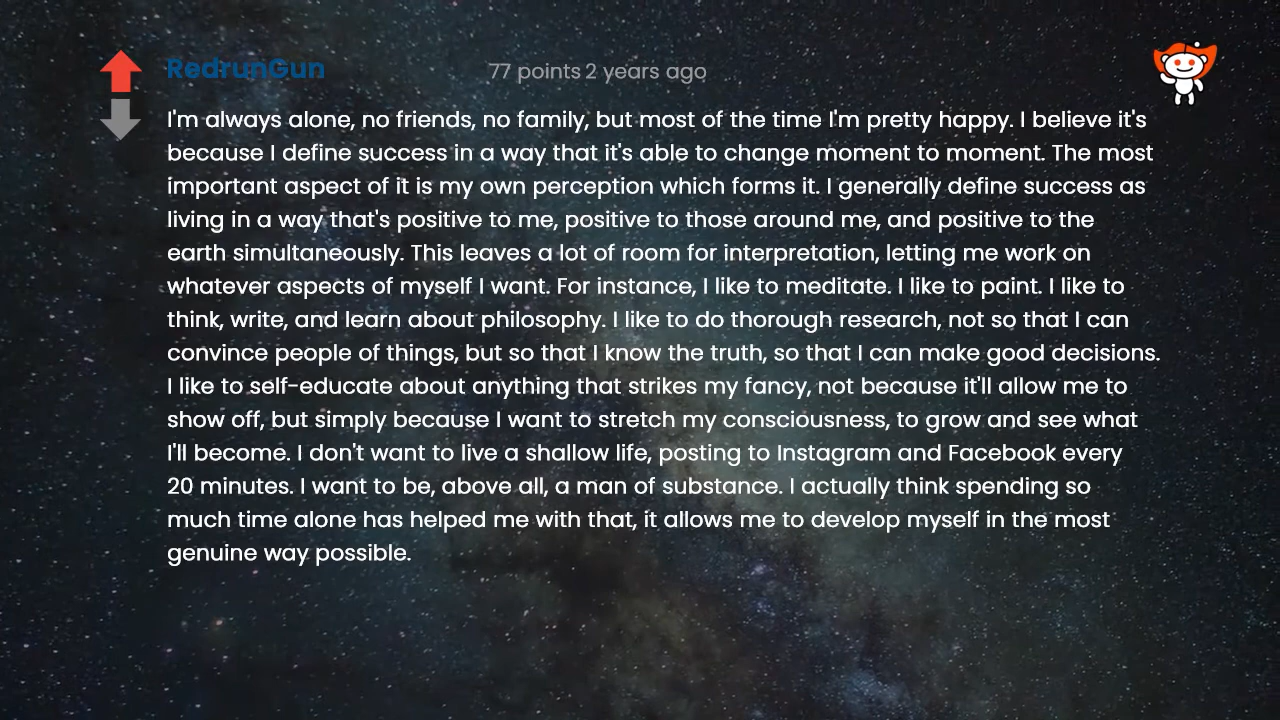 RedrunGun 77 points 2 years ago
I'm always alone, no friends, no family, but most of the time I'm pretty happy. I believe it's
because I define success in a way that it's able to change moment to moment. The most
important aspect of it is my own perception which forms it. I generally define success as
living in a way that's positive to me, positive to those around me, and positive to the
earth simultaneously. This leaves a lot of room for interpretation, letting me work on
whatever aspects of myself I want. For instance, I like to meditate. I like to paint. I like to
think, write, and learn about philosophy. I like to do thorough research, not so that I can
convince people of things, but so that I know the truth, so that I can make good decisions.
I like to self-educate about anything that strikes my fancy, not because it'll allow me to
show off, but simply because I want to stretch my consciousness, to grow and see what
I'll become. I don't want to live a shallow life, posting to Instagram and Facebook every
20 minutes. I want to be, above all, a man of substance. I actually think spending so
much time alone has helped me with that, it allows me to develop myself in the most
genuine way possible.